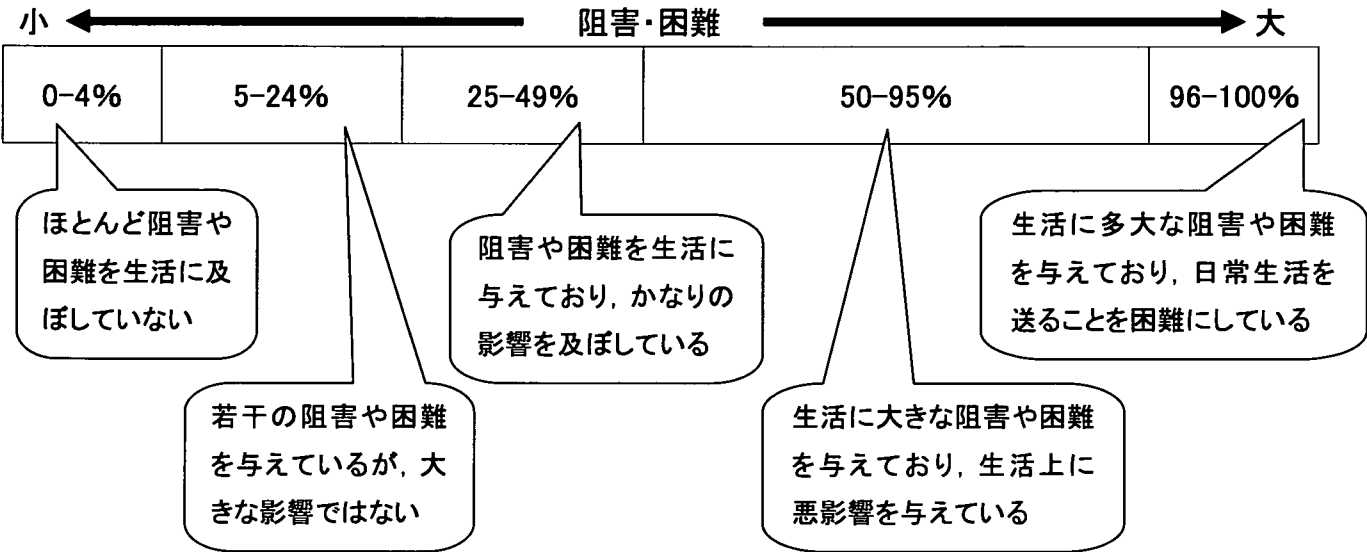 小 阻害・困難 大
0-4% 5-24% 25-49% 50-95% 96-100%
ほとんど阻害や
困難を生活に及
ぼしていない
若干の阻害や困難
を与えているが, 大
きな影響ではない
阻害や困難を生活に
与えており, かなりの
影響を及ぼしている
生活に大きな阻害や困難
を与えており, 生活上に
悪影響を与えている
生活に多大な阻害や困難
を与えており, 日常生活を
送ることを困難にしている